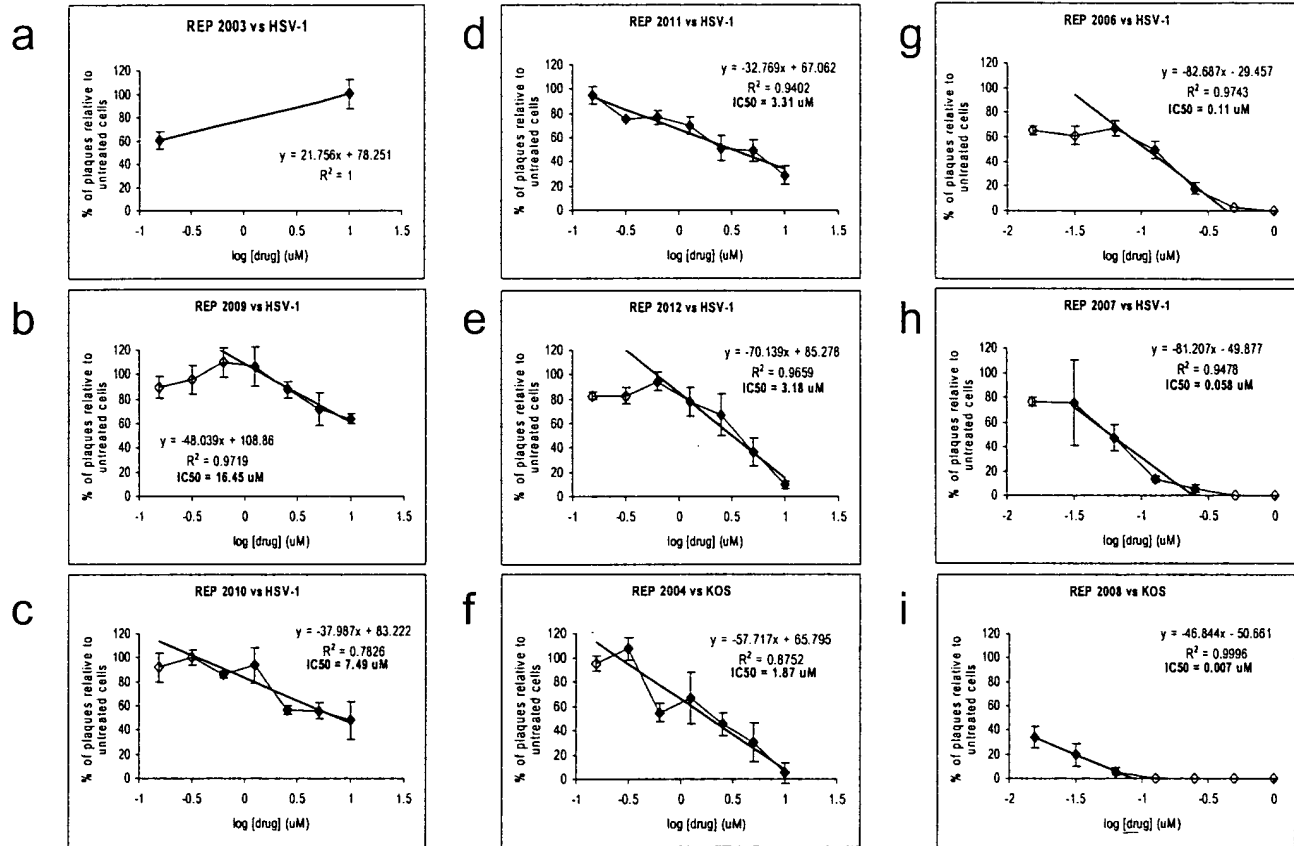 a
REP 2003 vs HSV-1
% of plaques relative to
untreated cells
120
100
80
60
40
20
0
y = 21.756x + 78.251
R² = 1
-1
-0.5
0
0.5
1
1.5
log [drug] (uM)
b
REP 2009 vs HSV-1
% of plaques relative to
untreated cells
120
100
80
60
40
20
0
y = -48.039x + 108.86
R² = 0.9719
IC50 = 16.45 uM
-1
-0.5
0
0.5
1
1.5
log [drug] (uM)
c
REP 2010 vs HSV-1
% of plaques relative to
untreated cells
120
100
80
60
40
20
0
y = -37.987x + 83.222
R² = 0.7826
IC50 = 7.49 uM
-1
-0.5
0
0.5
1
1.5
log [drug] (uM)
d
REP 2011 vs HSV-1
% of plaques relative to
untreated cells
120
100
80
60
40
20
0
y = -32.769x + 67.062
R² = 0.9402
IC50 = 3.31 uM
-1
-0.5
0
0.5
1
1.5
log [drug] (uM)
e
REP 2012 vs HSV-1
% of plaques relative to
untreated cells
120
100
80
60
40
20
0
y = -70.139x + 85.278
R² = 0.9659
IC50 = 3.18 uM
-1
-0.5
0
0.5
1
1.5
log [drug] (uM)
f
REP 2004 vs KOS
% of plaques relative to
untreated cells
120
100
80
60
40
20
0
y = -57.717x + 65.795
R² = 0.8752
IC50 = 1.87 uM
-1
-0.5
0
0.5
1
1.5
log [drug] (uM)
g
REP 2006 vs HSV-1
% of plaques relative to
untreated cells
120
100
80
60
40
20
0
y = -82.687x - 29.457
R² = 0.9743
IC50 = 0.11 uM
-2
-1.5
-1
-0.5
0
log [drug] (uM)
h
REP 2007 vs HSV-1
% of plaques relative to
untreated cells
120
100
80
60
40
20
0
y = -81.207x - 49.877
R² = 0.9478
IC50 = 0.058 uM
-2
-1.5
-1
-0.5
0
log [drug] (uM)
i
REP 2008 vs KOS
% of plaques relative to
untreated cells
120
100
80
60
40
20
0
y = -46.844x - 50.661
R² = 0.9996
IC50 = 0.007 uM
-2
-1.5
-1
-0.5
0
log [drug] (uM)